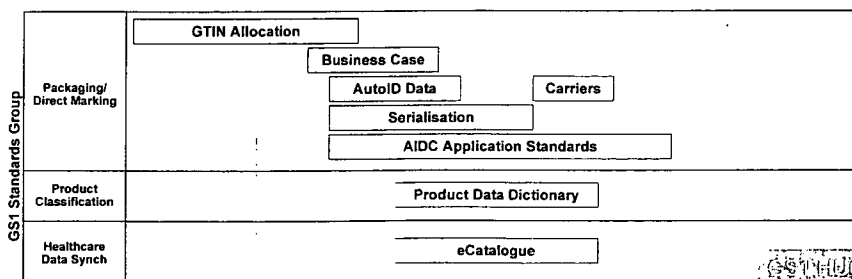 GS1 Standards Group
Packaging/
Direct Marking
GTIN Allocation
Business Case
AutoID Data
Carriers
Serialisation
AIDC Application Standards
Product
Classification
Product Data Dictionary
Healthcare
Data Synch
eCatalogue